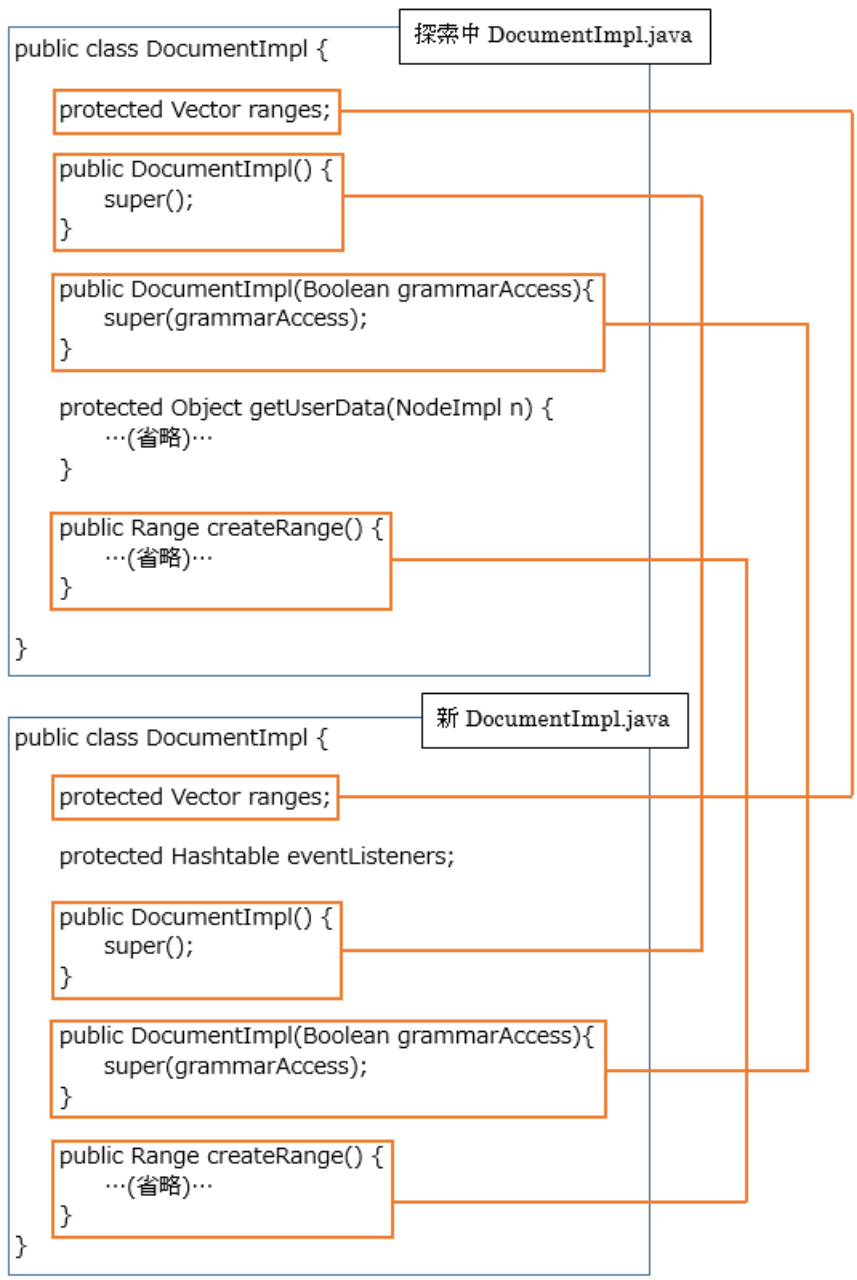 探索中 DocumentImpl.java
public class DocumentImpl {
protected Vector ranges;
public DocumentImpl() {
super();
}
public DocumentImpl(Boolean grammarAccess){
super(grammarAccess);
}
protected Object getUserData(NodeImpl n) {
…(省略)…
}
public Range createRange() {
…(省略)…
}
}
新 DocumentImpl.java
public class DocumentImpl {
protected Vector ranges;
protected Hashtable eventListeners;
public DocumentImpl() {
super();
}
public DocumentImpl(Boolean grammarAccess){
super(grammarAccess);
}
public Range createRange() {
…(省略)…
}
}